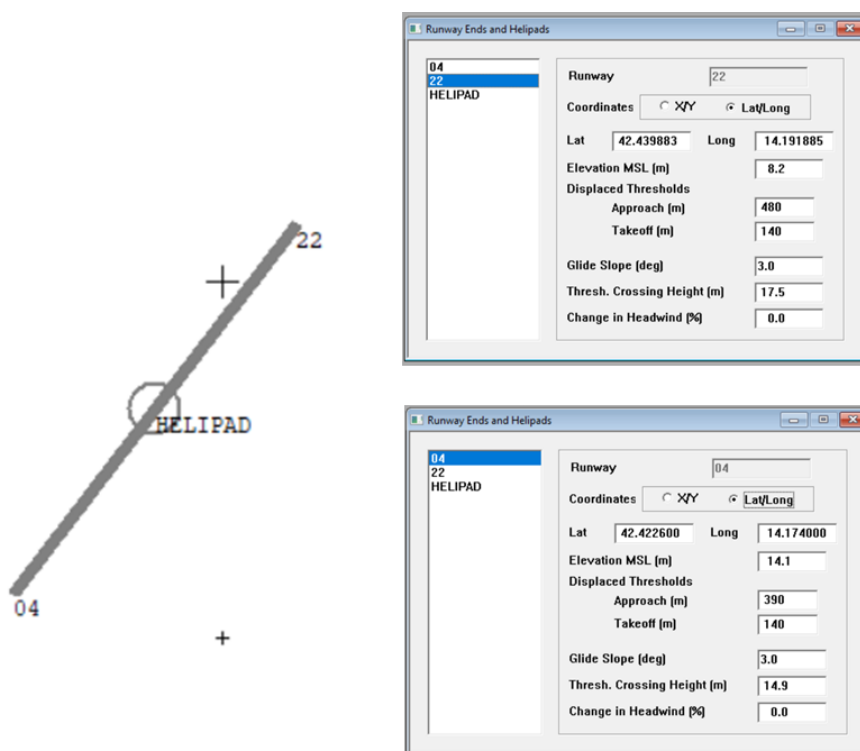 22
HELIPAD
04
Runway Ends and Helipads
04
22
HELIPAD
Runway 22
Coordinates X/Y Lat/Long
Lat 42.439883 Long 14.191885
Elevation MSL (m) 8.2
Displaced Thresholds
Approach (m) 480
Takeoff (m) 140
Glide Slope (deg) 3.0
Thresh. Crossing Height (m) 17.5
Change in Headwind (%) 0.0
Runway Ends and Helipads
04
22
HELIPAD
Runway 04
Coordinates X/Y Lat/Long
Lat 42.422600 Long 14.174000
Elevation MSL (m) 14.1
Displaced Thresholds
Approach (m) 390
Takeoff (m) 140
Glide Slope (deg) 3.0
Thresh. Crossing Height (m) 14.9
Change in Headwind (%) 0.0